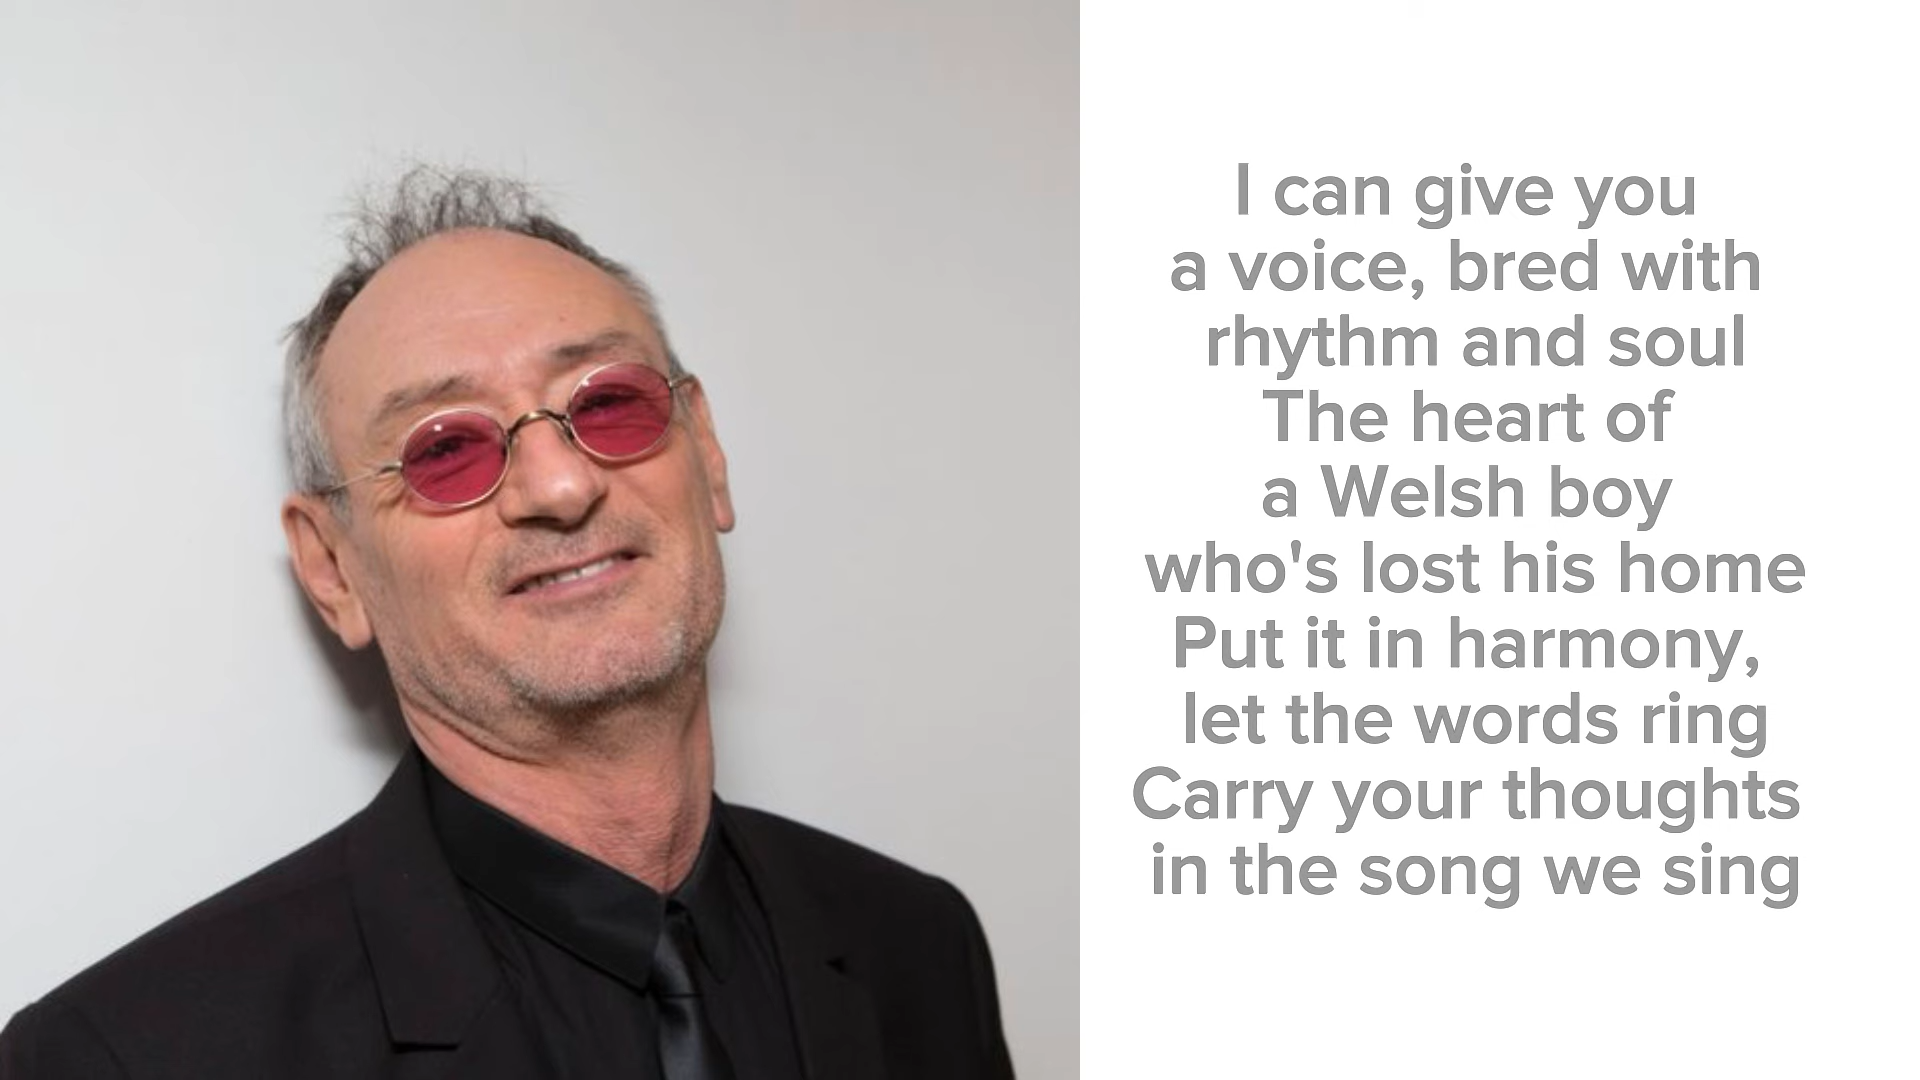 I can give you
a voice, bred with
rhythm and soul
The heart of
a Welsh boy
who's lost his home
Put it in harmony,
let the words ring
Carry your thoughts
in the song we sing